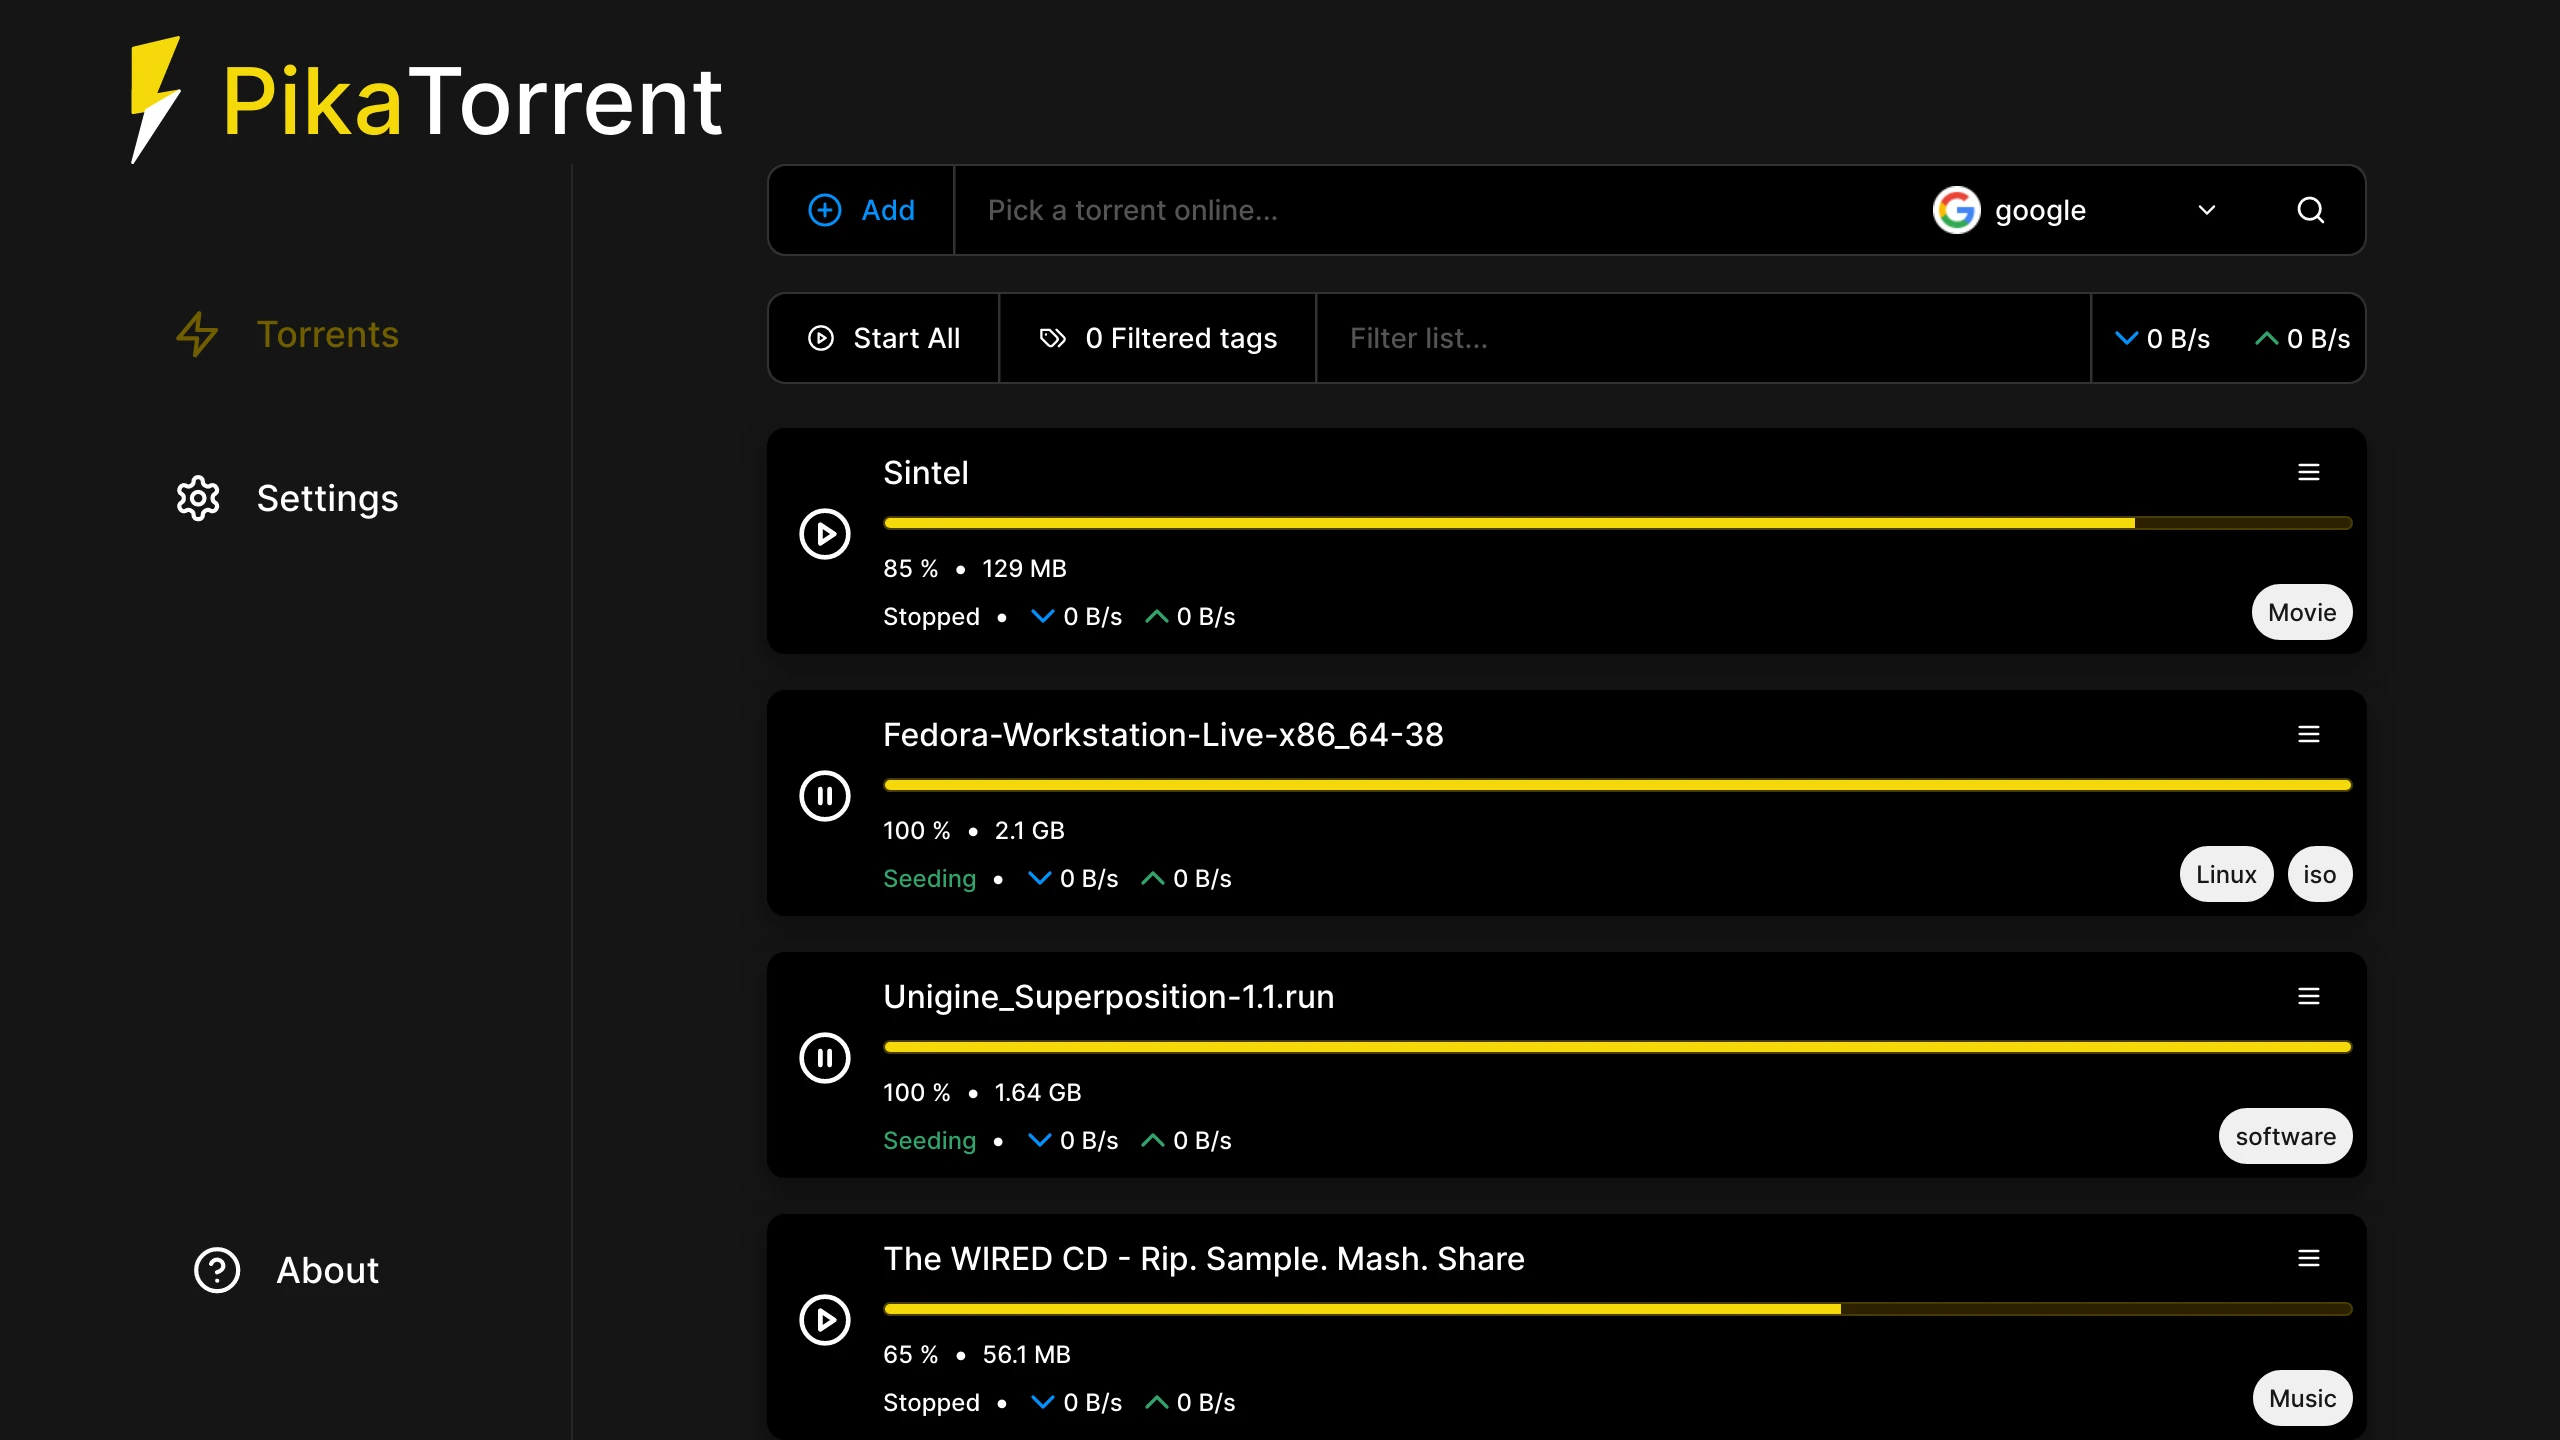 PikaTorrent
Add
Pick a torrent online...
google
Start All
0 Filtered tags
Filter list...
0 B/s
0 B/s
Torrents
Settings
About
Sintel
85 % • 129 MB
Stopped • 0 B/s 0 B/s
Movie
Fedora-Workstation-Live-x86_64-38
100 % • 2.1 GB
Seeding • 0 B/s 0 B/s
Linux
iso
Unigine_Superposition-1.1.run
100 % • 1.64 GB
Seeding • 0 B/s 0 B/s
software
The WIRED CD - Rip. Sample. Mash. Share
65 % • 56.1 MB
Stopped • 0 B/s 0 B/s
Music